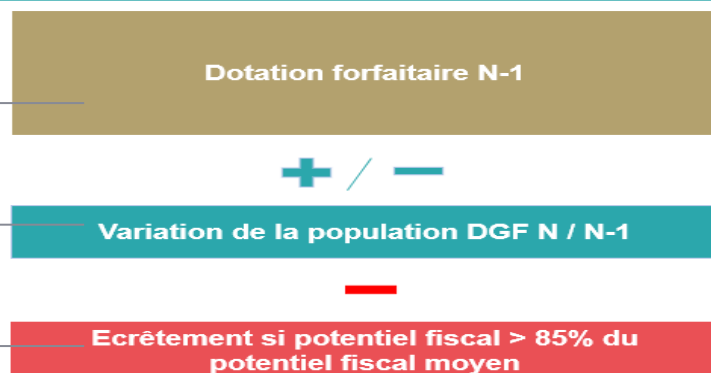 Dotation forfaitaire N-1
+ / −
Variation de la population DGF N / N-1
−
Ecrêtement si potentiel fiscal > 85% du
potentiel fiscal moyen